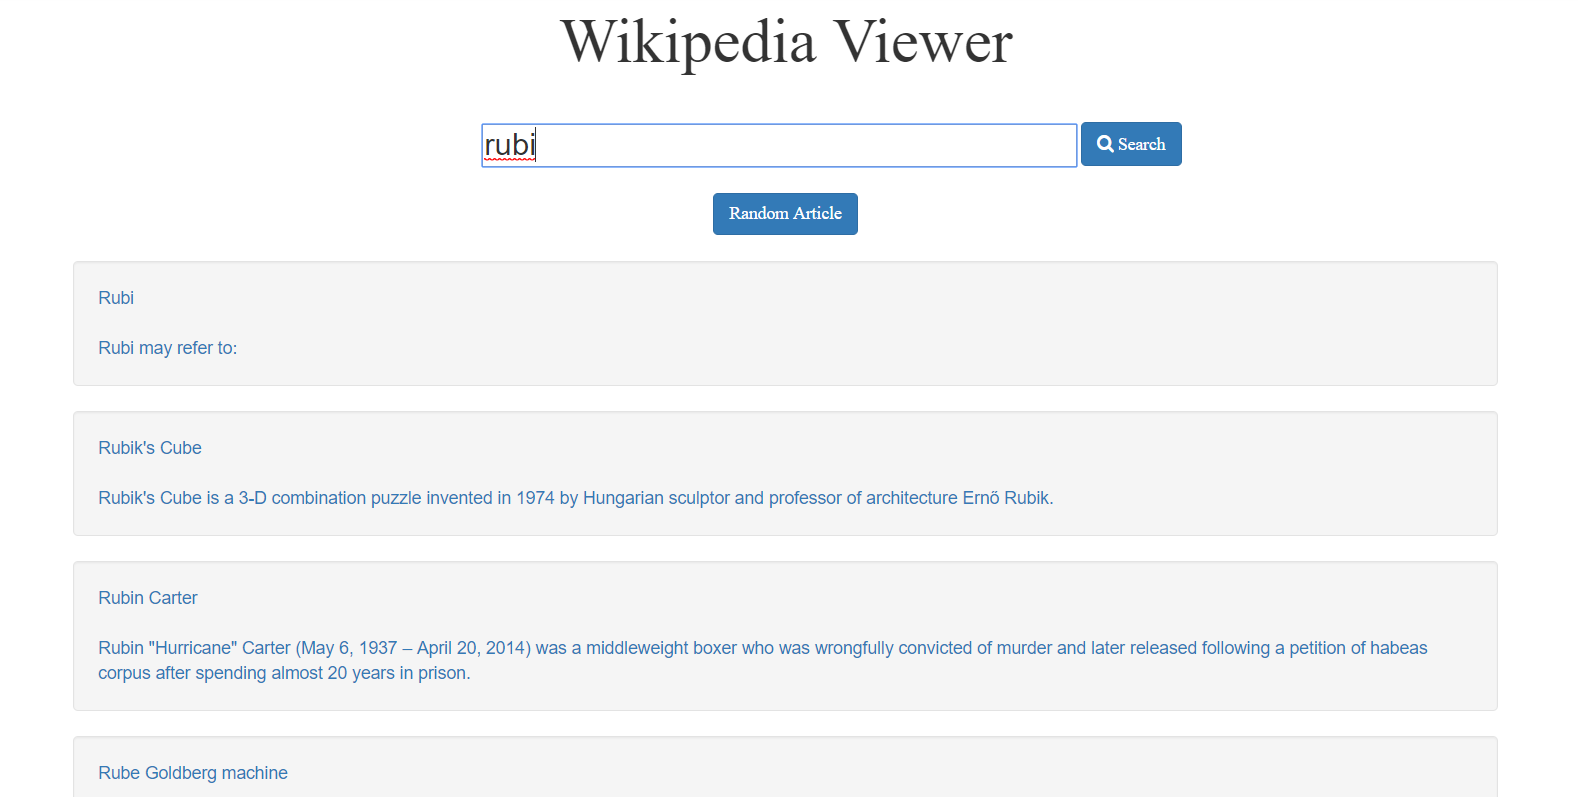 Wikipedia Viewer
rubi
Search
Random Article
Rubi
Rubi may refer to:
Rubik's Cube
Rubik's Cube is a 3-D combination puzzle invented in 1974 by Hungarian sculptor and professor of architecture Ernő Rubik.
Rubin Carter
Rubin "Hurricane" Carter (May 6, 1937 – April 20, 2014) was a middleweight boxer who was wrongfully convicted of murder and later released following a petition of habeas
corpus after spending almost 20 years in prison.
Rube Goldberg machine